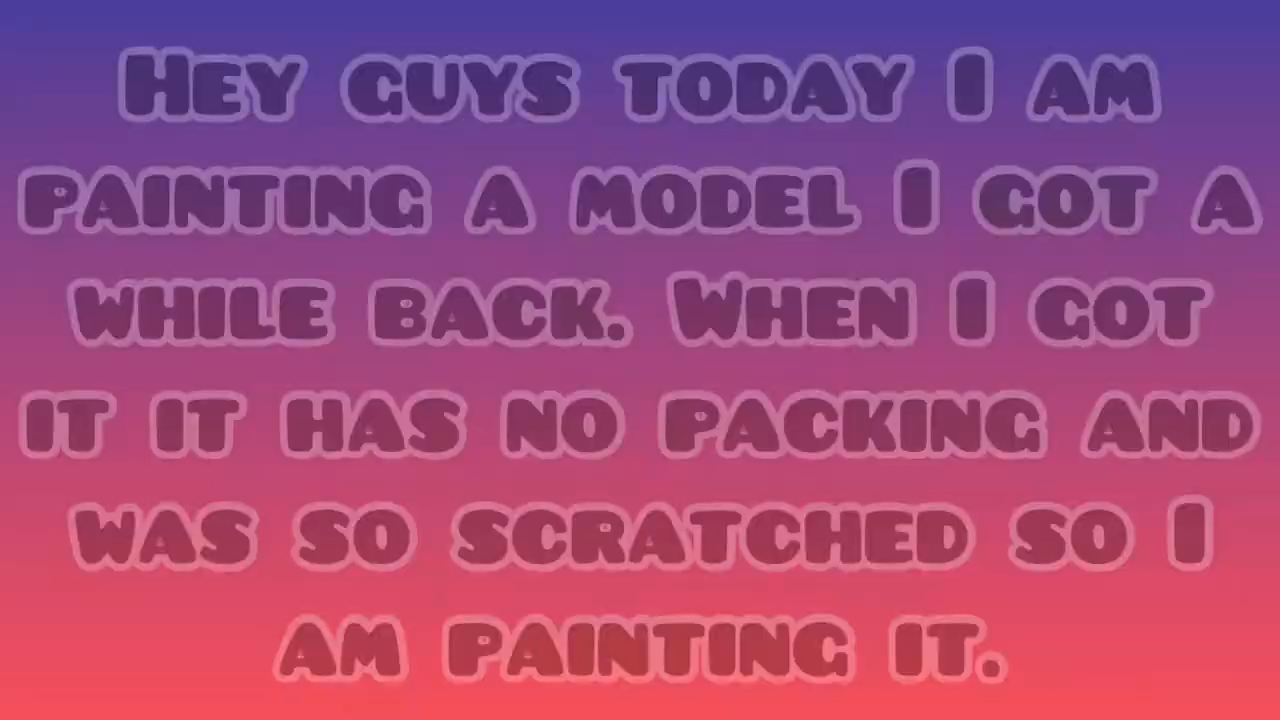 Hey guys today I am
painting a model I got a
while back. When I got
it it has no packing and
was so scratched so I
am painting it.